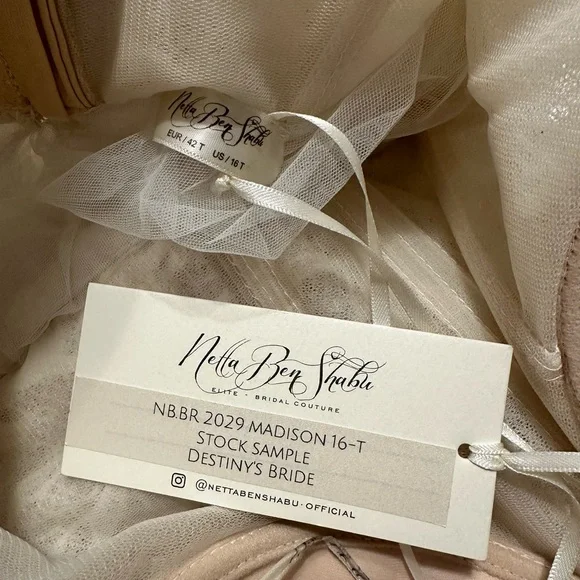 Netta Ben Shabu
EUR / 42 T   US / 16 T
Netta Ben Shabu
ELITE - BRIDAL COUTURE
NB.BR 2029 MADISON 16-T
STOCK SAMPLE
DESTINY'S BRIDE
@NETTABENSHABU·OFFICIAL